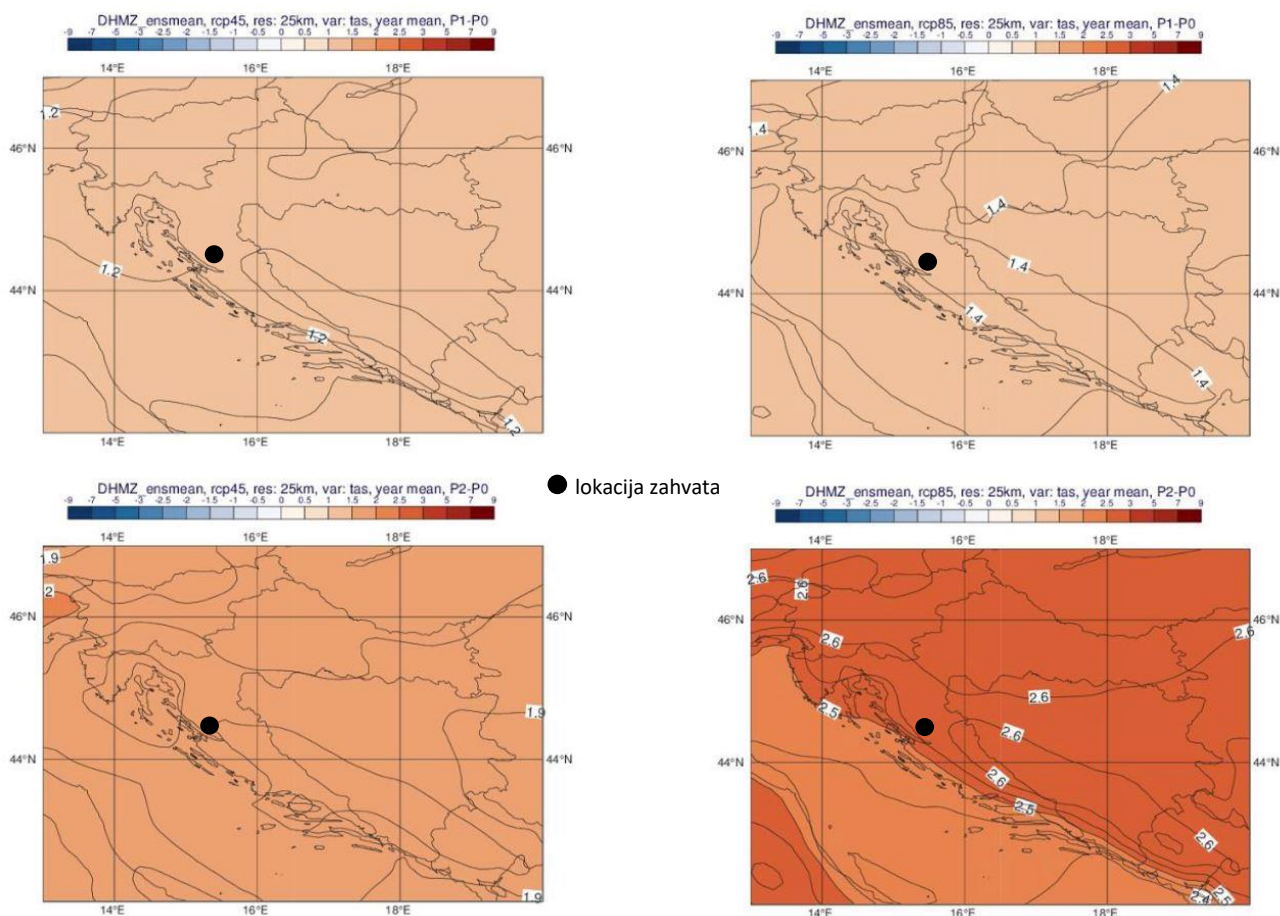 DHMZ_ensmean, rcp45, res: 25km, var: tas, year mean, P1-P0
-9 -7 -5 -3 -2.5 -2 -1.5 -1 -0.5 0 0.5 1 1.5 2 2.5 3 5 7 9
14°E 16°E 18°E
1.2
46°N
1.2
44°N
1.2
1.2
14°E 16°E 18°E
DHMZ_ensmean, rcp85, res: 25km, var: tas, year mean, P1-P0
-9 -7 -5 -3 -2.5 -2 -1.5 -1 -0.5 0 0.5 1 1.5 2 2.5 3 5 7 9
14°E 16°E 18°E
1.4
1.4
46°N 46°N
1.4
1.4
44°N 44°N
1.4
1.4
14°E 16°E 18°E
lokacija zahvata
DHMZ_ensmean, rcp45, res: 25km, var: tas, year mean, P2-P0
-9 -7 -5 -3 -2.5 -2 -1.5 -1 -0.5 0 0.5 1 1.5 2 2.5 3 5 7 9
14°E 16°E 18°E
1.9
2
46°N
1.9
44°N
1.9
14°E 16°E 18°E
DHMZ_ensmean, rcp85, res: 25km, var: tas, year mean, P2-P0
-9 -7 -5 -3 -2.5 -2 -1.5 -1 -0.5 0 0.5 1 1.5 2 2.5 3 5 7 9
14°E 16°E 18°E
2.6 2.6
46°N 46°N
2.6 2.6
2.6
2.5
2.6
44°N 44°N
2.6
2.5
2.6
2.4 2.5
14°E 16°E 18°E